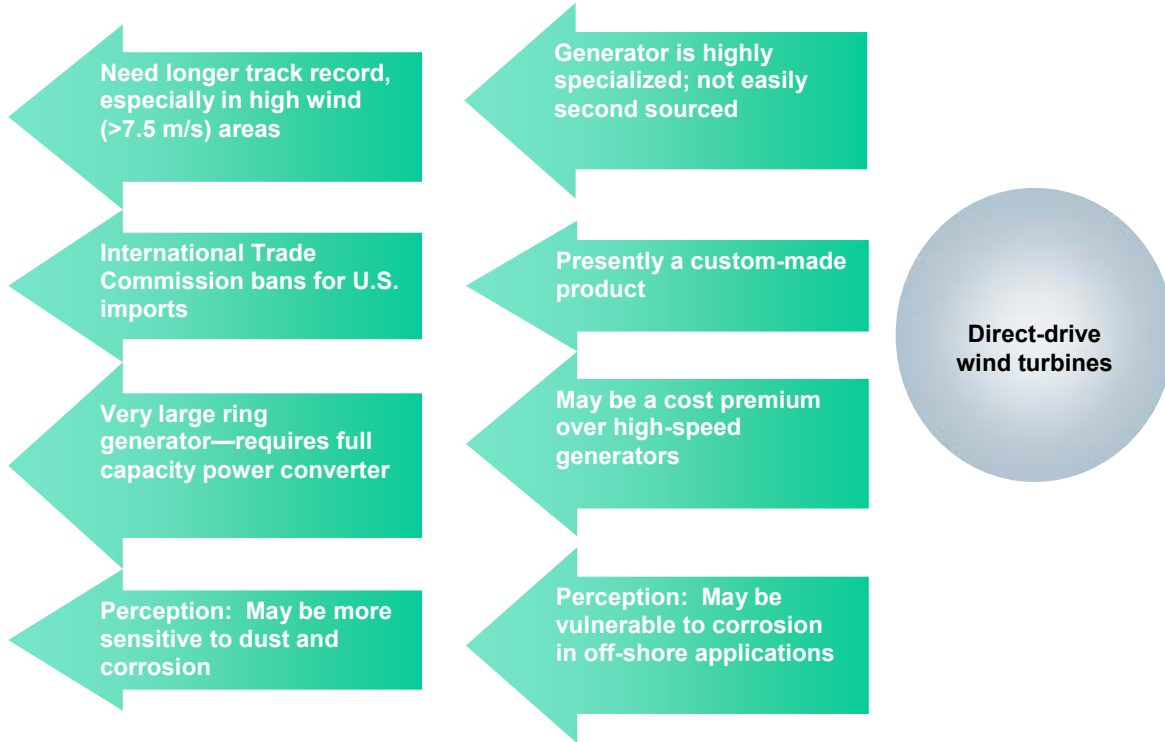 Need longer track record,
especially in high wind
(>7.5 m/s) areas
Generator is highly
specialized; not easily
second sourced
International Trade
Commission bans for U.S.
imports
Presently a custom-made
product
Direct-drive
wind turbines
Very large ring
generator—requires full
capacity power converter
May be a cost premium
over high-speed
generators
Perception:  May be more
sensitive to dust and
corrosion
Perception:  May be
vulnerable to corrosion
in off-shore applications